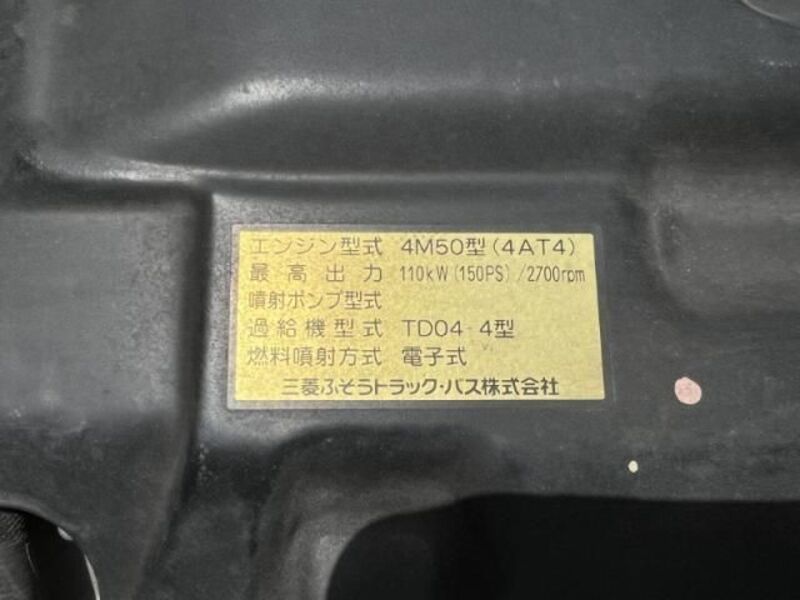 エンジン型式 4M50型(4AT4)
最高出力 110kW(150PS)/2700rpm
噴射ポンプ型式
過給機型式 TD04-4型
燃料噴射方式 電子式
三菱ふそうトラック・バス株式会社